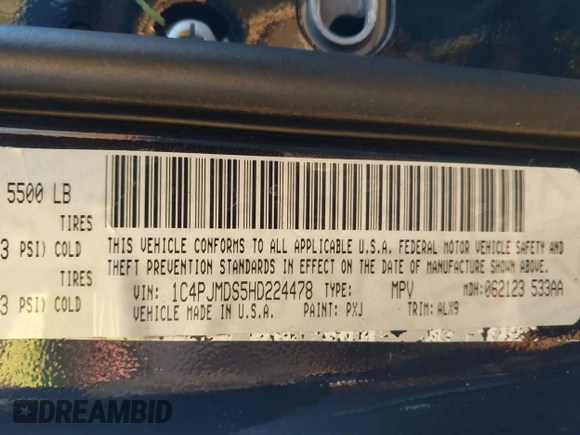 5500 LB
TIRES
3 PSI) COLD
TIRES
3 PSI) COLD
THIS VEHICLE CONFORMS TO ALL APPLICABLE U.S.A. FEDERAL MOTOR VEHICLE SAFETY AND
THEFT PREVENTION STANDARDS IN EFFECT ON THE DATE OF MANUFACTURE SHOWN ABOVE.
VIN: 1C4PJMDS5HD224478 TYPE: MPV MDH: 062123 533AA
VEHICLE MADE IN U.S.A. PAINT: PXJ TRIM: ALX9
DREAMBID